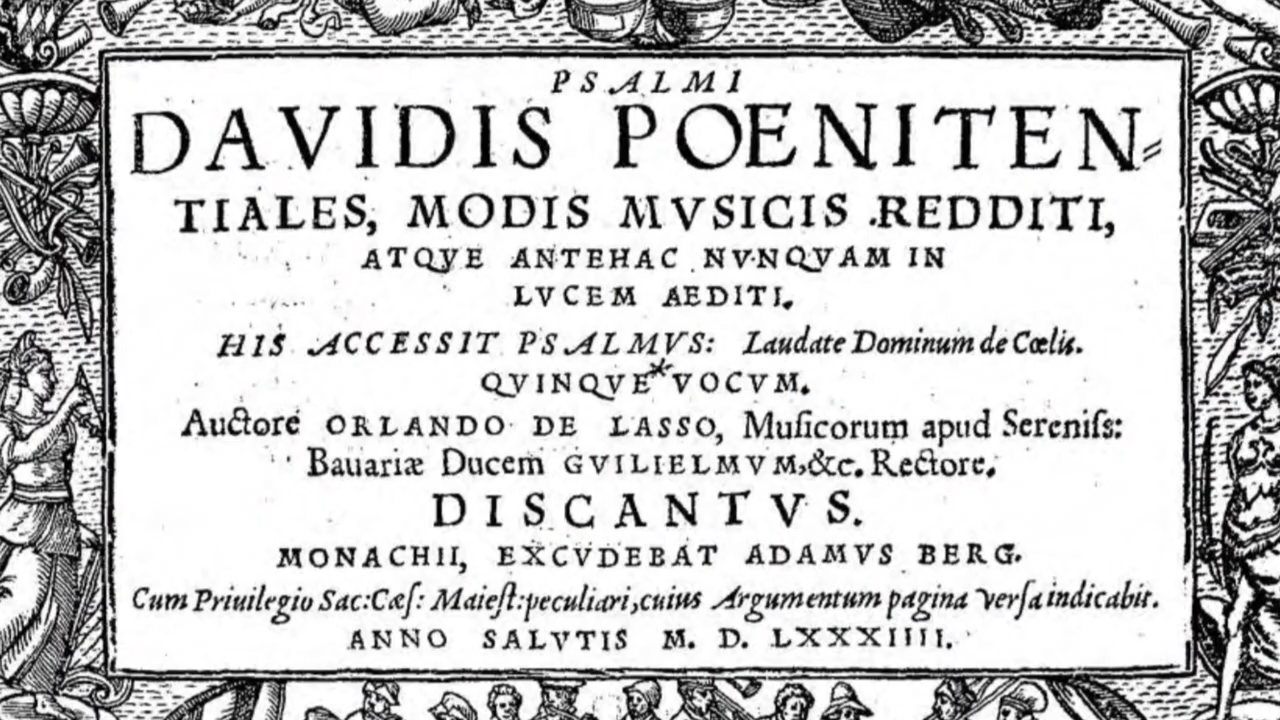 PSALMI
DAVIDIS POENITEN⸗
TIALES, MODIS MVSICIS REDDITI,
ATQVE ANTEHAC NVNQVAM IN
LVCEM AEDITI.
HIS ACCESSIT PSALMVS: Laudate Dominum de Cœlis.
QVINQVE VOCVM.
Auctore ORLANDO DE LASSO, Muſicorum apud Sereniſs:
Bauariæ Ducem GVILIELMVM,&c. Rectore.
DISCANTVS.
MONACHII, EXCVDEBAT ADAMVS BERG.
Cum Priuilegio Sac:Cæſ: Maieſt:peculiari,cuius Argumentum pagina verſa indicabit.
ANNO SALVTIS M. D. LXXXIIII.